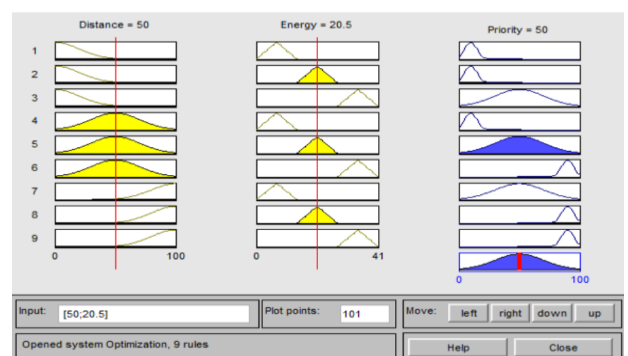 Distance = 50 Energy = 20.5 Priority = 50
1
2
3
4
5
6
7
8
9
0 100 0 41
0 100
Input: [50;20.5] Plot points: 101 Move: left right down up
Opened system Optimization, 9 rules Help Close